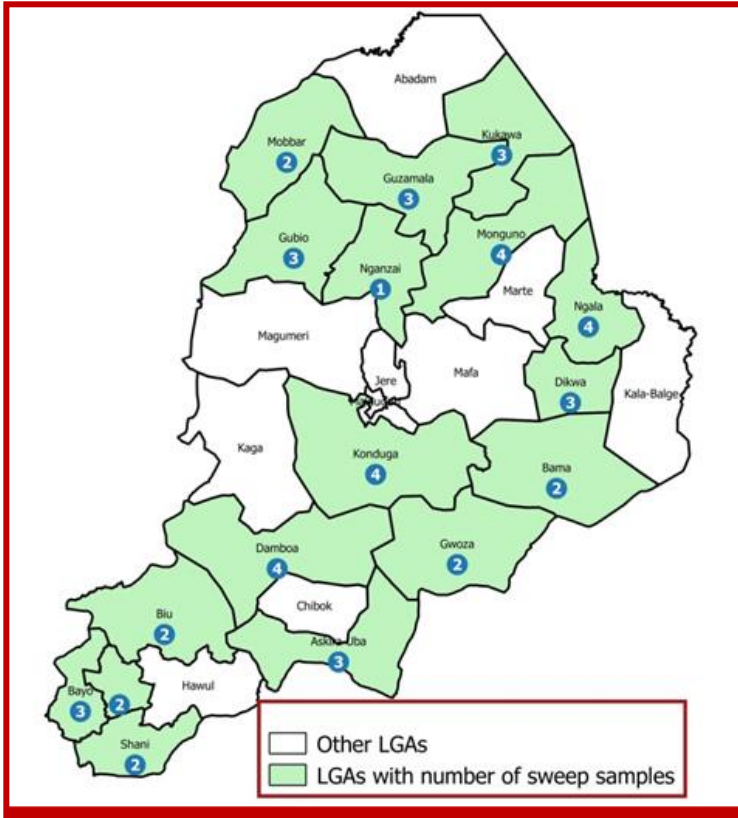 Abadam
Mobbar
2
Kukawa
3
Guzamala
3
Gubio
3
Monguno
4
Nganzai
1
Marte
Ngala
4
Magumeri
Jere
Mafa
Dikwa
3
Kala-Balge
Kaga
Konduga
4
Bama
2
Damboa
4
Gwoza
2
Chibok
Biu
2
Askira-Uba
3
Bayo
3
2
Hawul
Shani
2
Other LGAs
LGAs with number of sweep samples